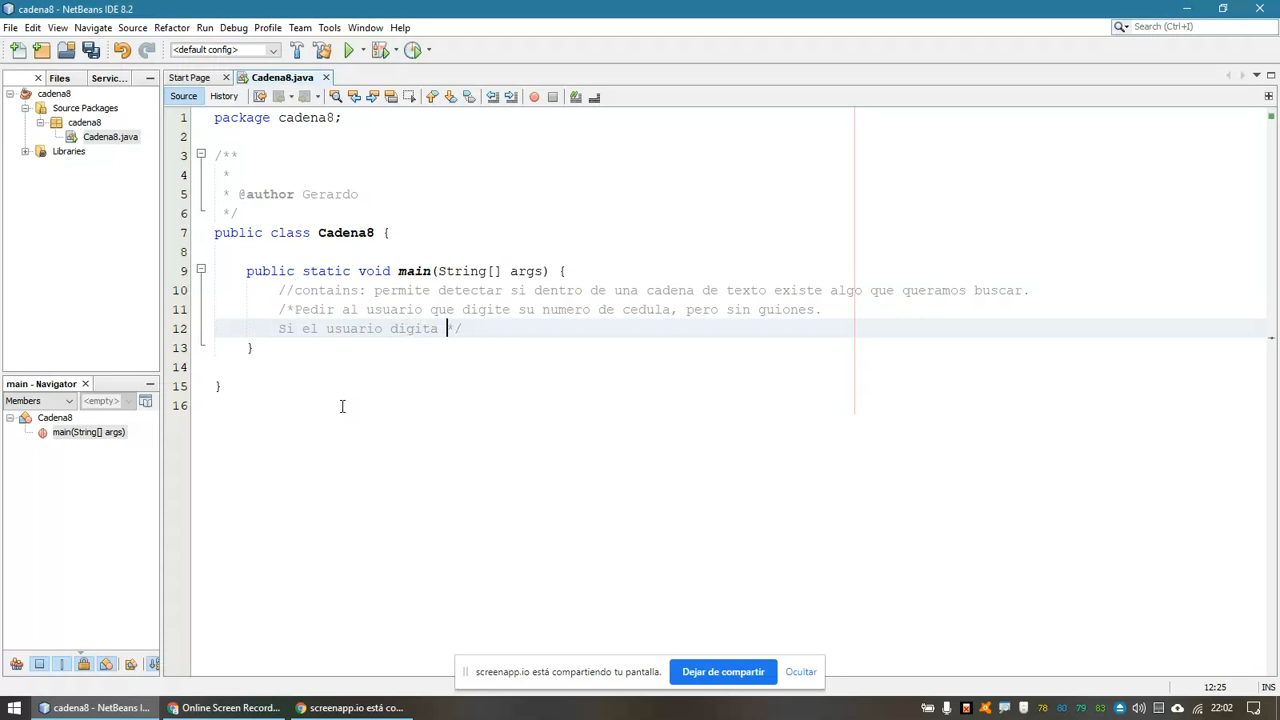 cadena8 - NetBeans IDE 8.2
File Edit View Navigate Source Refactor Run Debug Profile Team Tools Window Help
Search (Ctrl+I)
<default config>
Files Servic...
Start Page Cadena8.java
cadena8
Source Packages
cadena8
Cadena8.java
Libraries
Source History
1 package cadena8;
2
3 /**
4 *
5 * @author Gerardo
6 */
7 public class Cadena8 {
8
9 public static void main(String[] args) {
10 //contains: permite detectar si dentro de una cadena de texto existe algo que queramos buscar.
11 /*Pedir al usuario que digite su numero de cedula, pero sin guiones.
12 Si el usuario digita */
13 }
14
15 }
16
main - Navigator
Members <empty>
Cadena8
main(String[] args)
screenapp.io está compartiendo tu pantalla. Dejar de compartir Ocultar
12:25 INS
cadena8 - NetBeans I... Online Screen Record... screenapp.io está co... 78 80 79 83 22:02